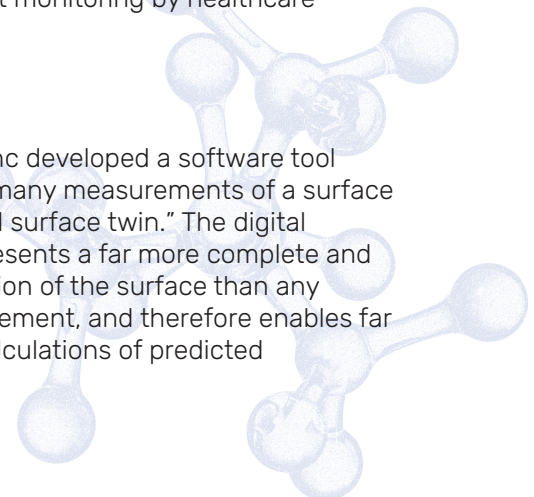 t monitoring by healthcare
nc developed a software tool
many measurements of a surface
l surface twin.” The digital
esents a far more complete and
ion of the surface than any
ement, and therefore enables far
lculations of predicted